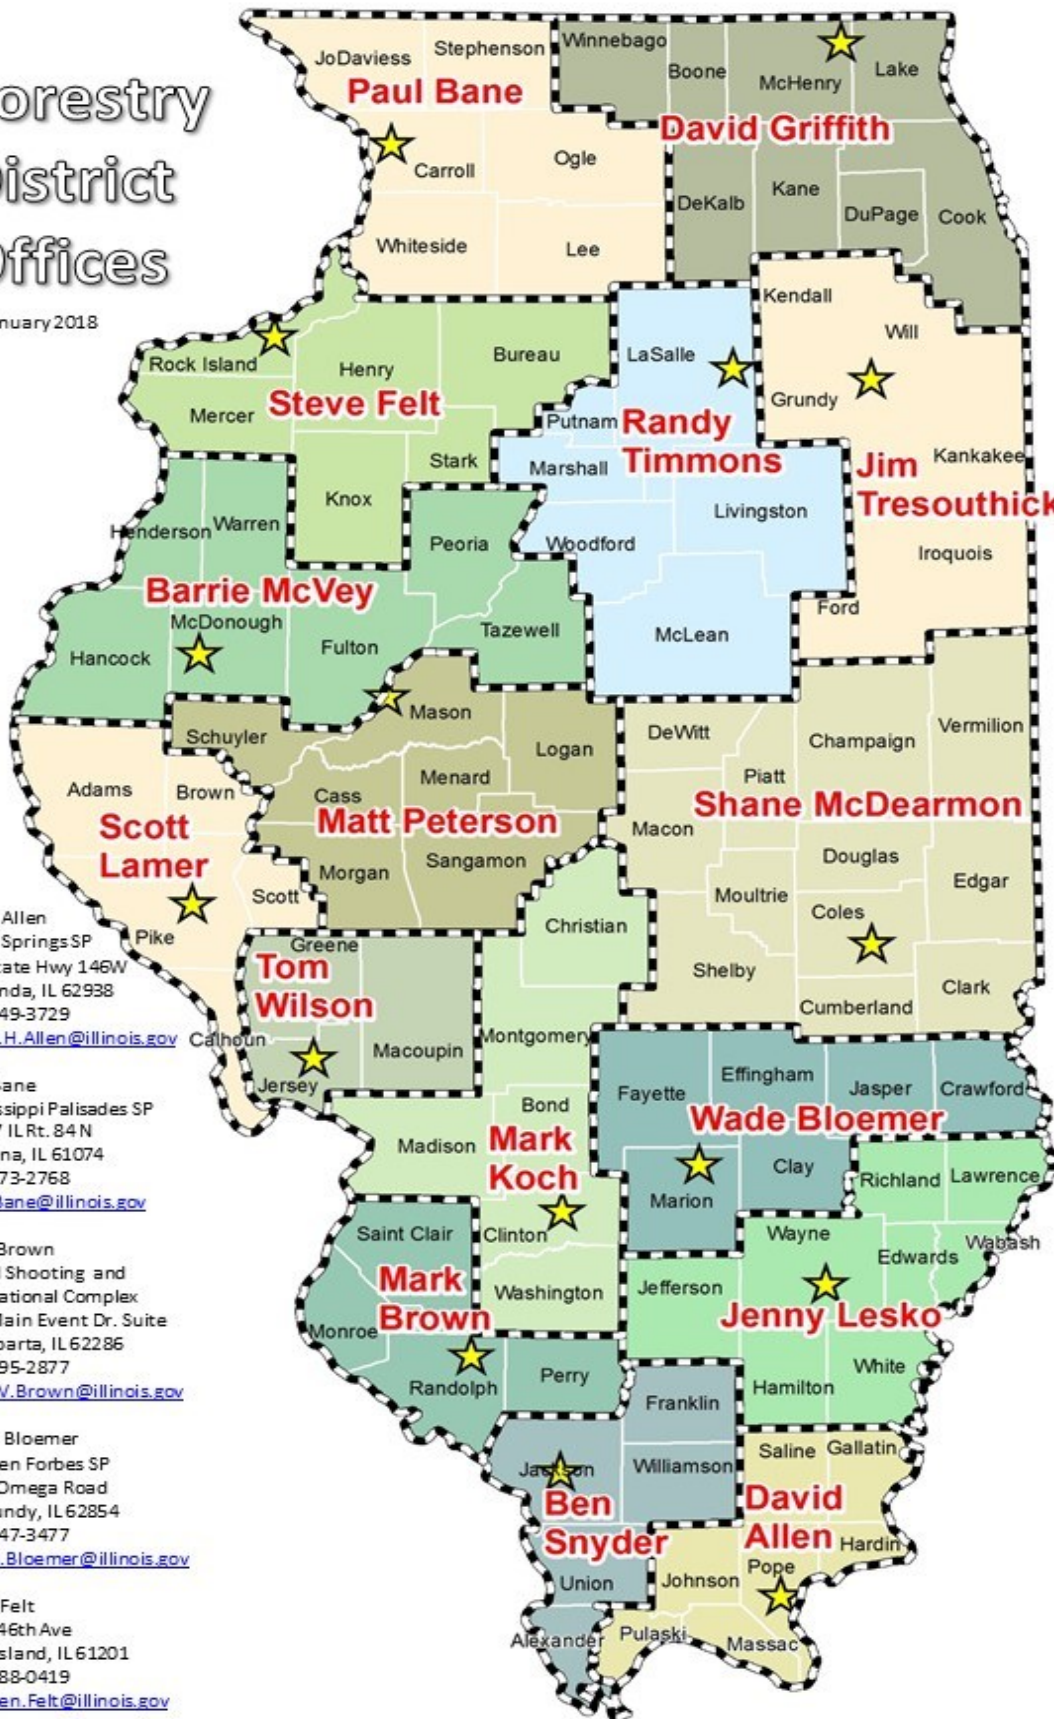 orestry
District
Offices
nuary 2018
JoDaviess
Stephenson
Winnebago
Boone
McHenry
Lake
Paul Bane
David Griffith
Carroll
Ogle
DeKalb
Kane
DuPage
Cook
Whiteside
Lee
Kendall
Will
Rock Island
Henry
Bureau
LaSalle
Grundy
Mercer
Steve Felt
Putnam
Randy
Timmons
Stark
Marshall
Jim
Tresouthick
Kankakee
Knox
Livingston
Henderson
Warren
Peoria
Woodford
Iroquois
Barrie McVey
Ford
McDonough
Hancock
Fulton
Tazewell
McLean
Mason
Schuyler
Logan
DeWitt
Champaign
Vermilion
Adams
Brown
Cass
Menard
Piatt
Scott
Lamer
Matt Peterson
Shane McDearmon
Macon
Morgan
Sangamon
Douglas
Edgar
Scott
Moultrie
Coles
Pike
Christian
Greene
Tom
Wilson
Shelby
Cumberland
Clark
Calhoun
Macoupin
Montgomery
Jersey
Fayette
Effingham
Jasper
Crawford
Bond
Wade Bloemer
Madison
Mark
Koch
Marion
Clay
Richland
Lawrence
Saint Clair
Clinton
Wayne
Edwards
Wabash
Mark
Brown
Washington
Jefferson
Jenny Lesko
Monroe
Randolph
Perry
White
Hamilton
Franklin
Jackson
Williamson
Saline
Gallatin
Ben
Snyder
David
Allen
Hardin
Union
Johnson
Pope
Alexander
Pulaski
Massac
Allen
Springs SP
tate Hwy 146W
nda, IL 62938
49-3729
.H.Allen@illinois.gov
Bane
ssippi Palisades SP
7 IL Rt. 84 N
na, IL 61074
73-2768
Bane@illinois.gov
Brown
l Shooting and
ational Complex
Main Event Dr. Suite
parta, IL 62286
95-2877
W.Brown@illinois.gov
Bloemer
en Forbes SP
Omega Road
undy, IL 62854
47-3477
.Bloemer@illinois.gov
Felt
46th Ave
sland, IL 61201
88-0419
en.Felt@illinois.gov